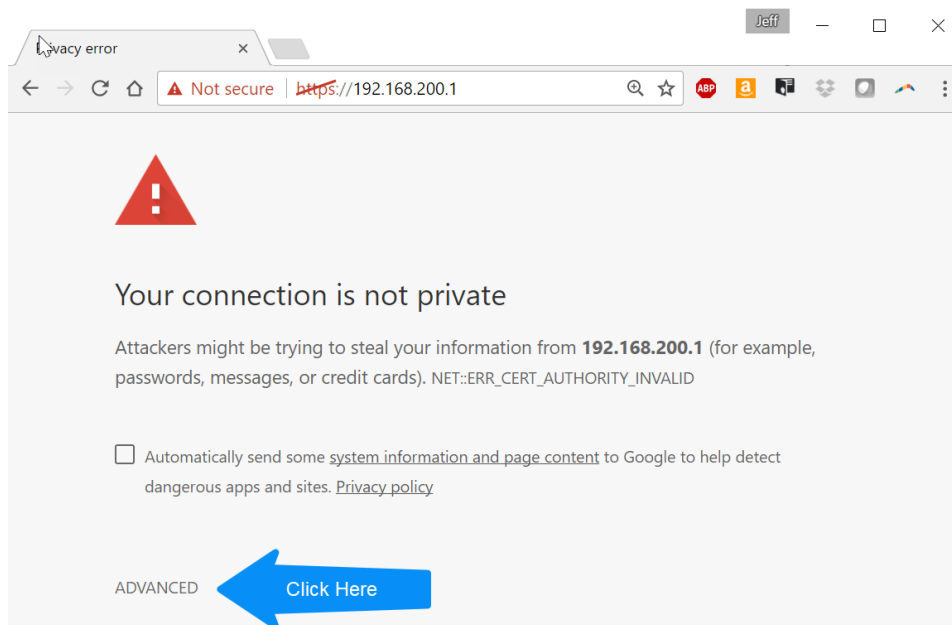 Jeff
Privacy error
Not secure https://192.168.200.1
ABP
a
Your connection is not private
Attackers might be trying to steal your information from 192.168.200.1 (for example,
passwords, messages, or credit cards). NET::ERR_CERT_AUTHORITY_INVALID
Automatically send some system information and page content to Google to help detect
dangerous apps and sites. Privacy policy
ADVANCED
Click Here